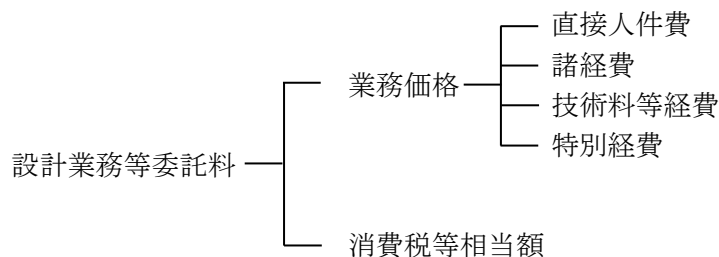 直接人件費
諸経費
業務価格
技術料等経費
特別経費
設計業務等委託料
消費税等相当額